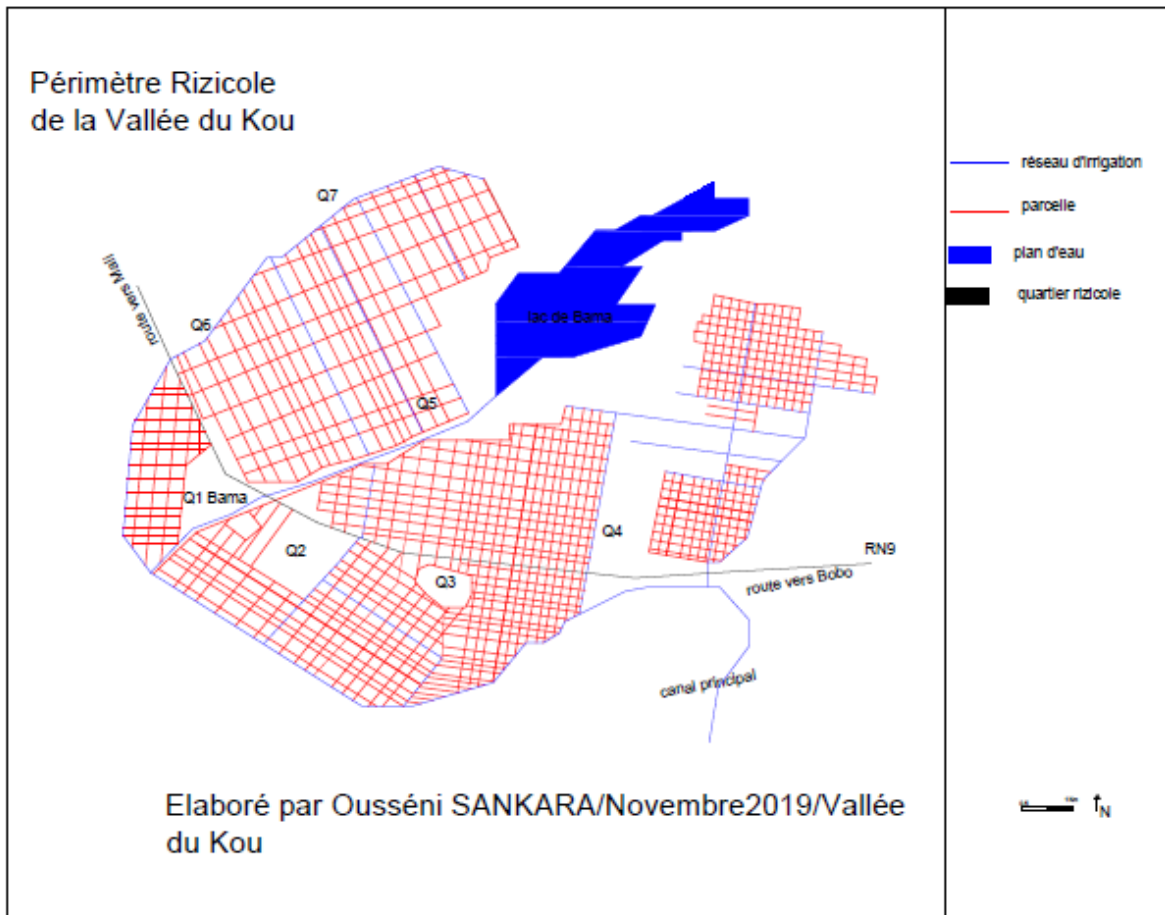 Périmètre Rizicole
de la Vallée du Kou
Q7
route vers Mali
Q6
lac de Bama
Q5
Q1 Bama
Q2
Q3
Q4
RN9
route vers Bobo
canal principal
réseau d'irrigation
parcelle
plan d'eau
quartier rizicole
N
Elaboré par Ousséni SANKARA/Novembre2019/Vallée
du Kou